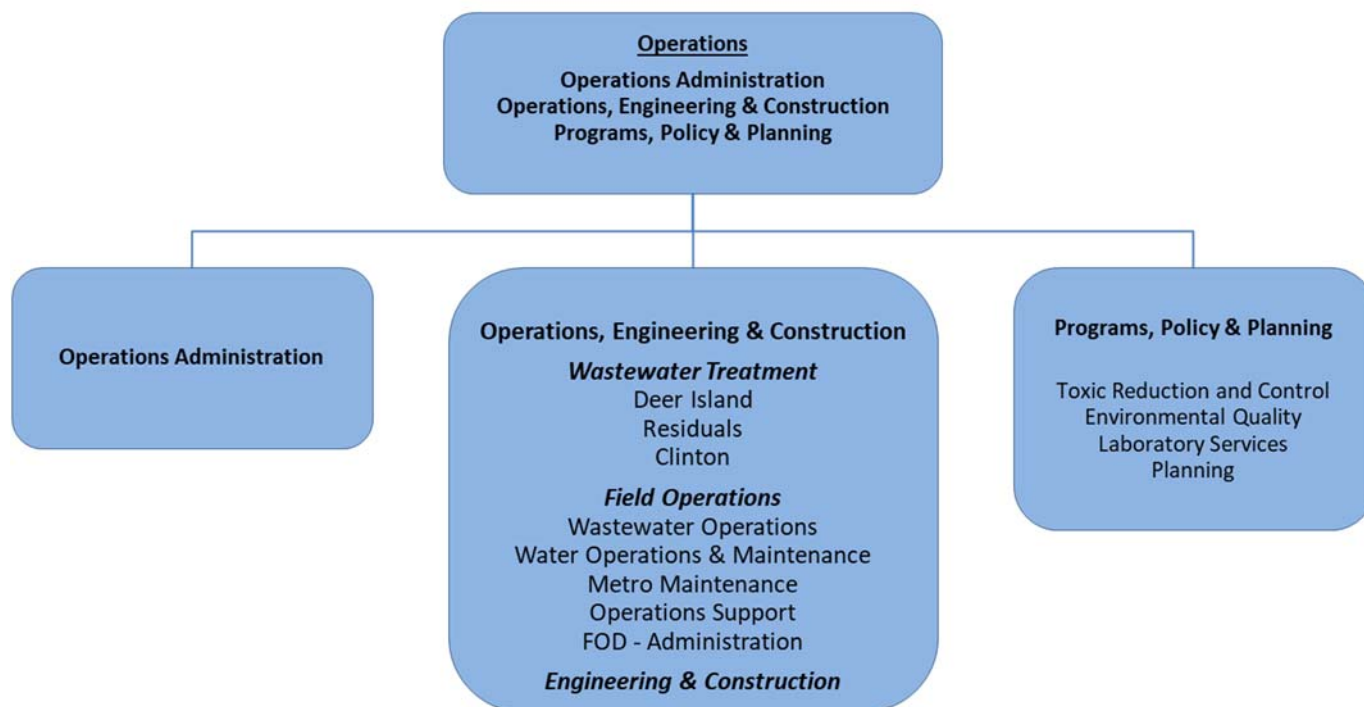 Operations
Operations Administration
Operations, Engineering & Construction
Programs, Policy & Planning
Operations Administration
Operations, Engineering & Construction
Wastewater Treatment
Deer Island
Residuals
Clinton
Field Operations
Wastewater Operations
Water Operations & Maintenance
Metro Maintenance
Operations Support
FOD - Administration
Engineering & Construction
Programs, Policy & Planning
Toxic Reduction and Control
Environmental Quality
Laboratory Services
Planning